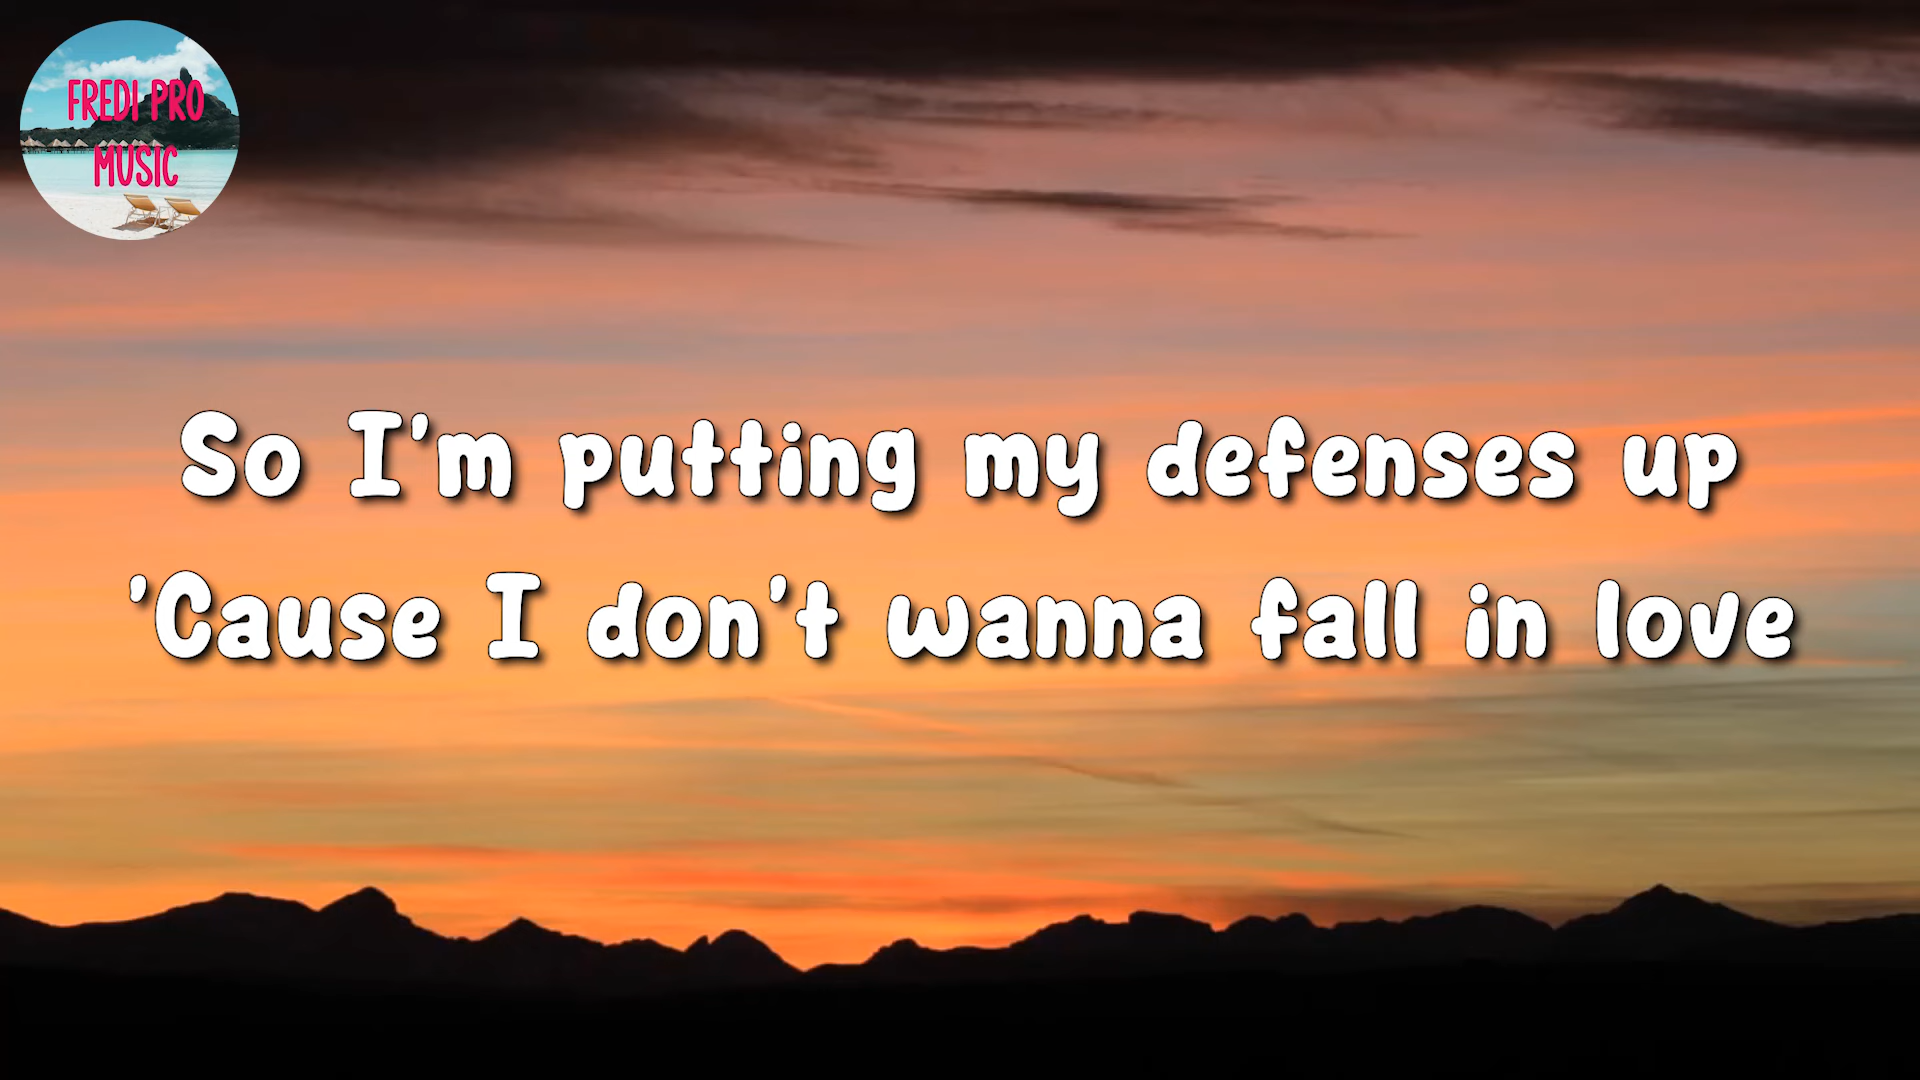 FREDI PRO
MUSIC
So I'm putting my defenses up
'Cause I don't wanna fall in love